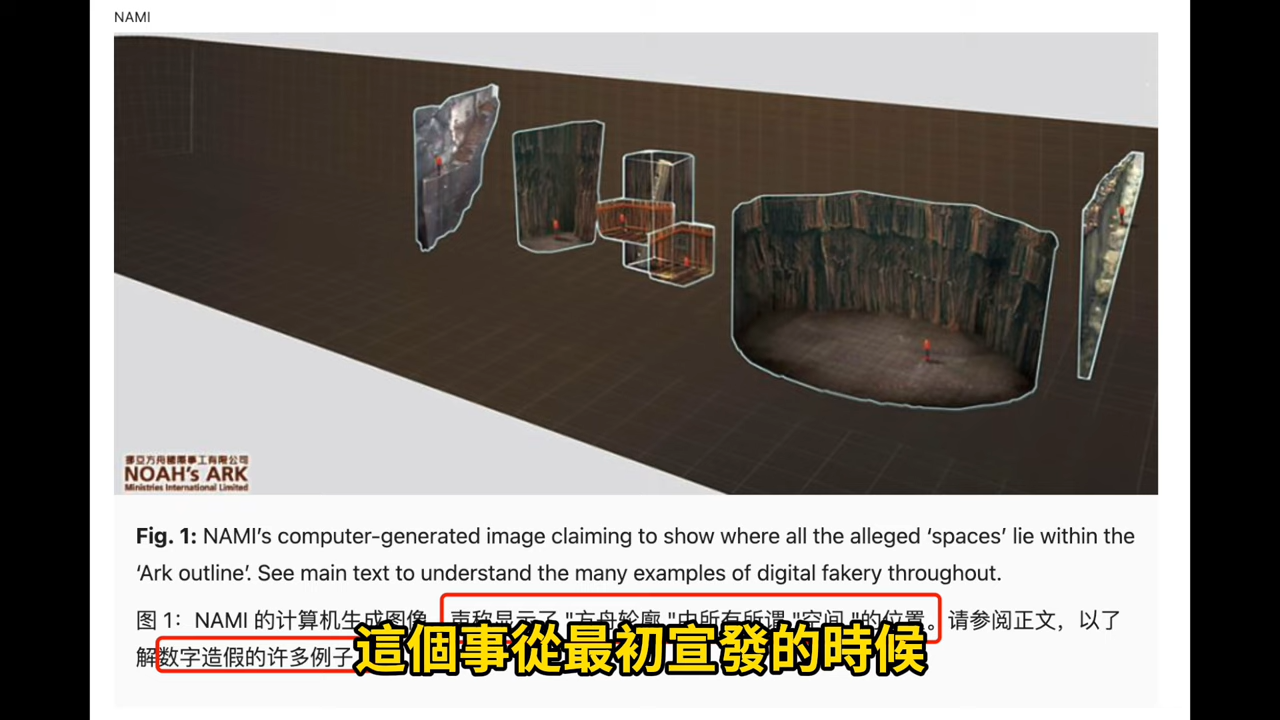 NAMI
挪亞方舟國際事工有限公司
NOAH's ARK
Ministries International Limited
Fig. 1: NAMI’s computer-generated image claiming to show where all the alleged ‘spaces’ lie within the
‘Ark outline’. See main text to understand the many examples of digital fakery throughout.
图 1：NAMI 的计算机生成图像，声称显示了 "方舟轮廓 "中所有所谓 "空间 "的位置。请参阅正文，以了
解数字造假的许多例子
這個事從最初宣發的時候